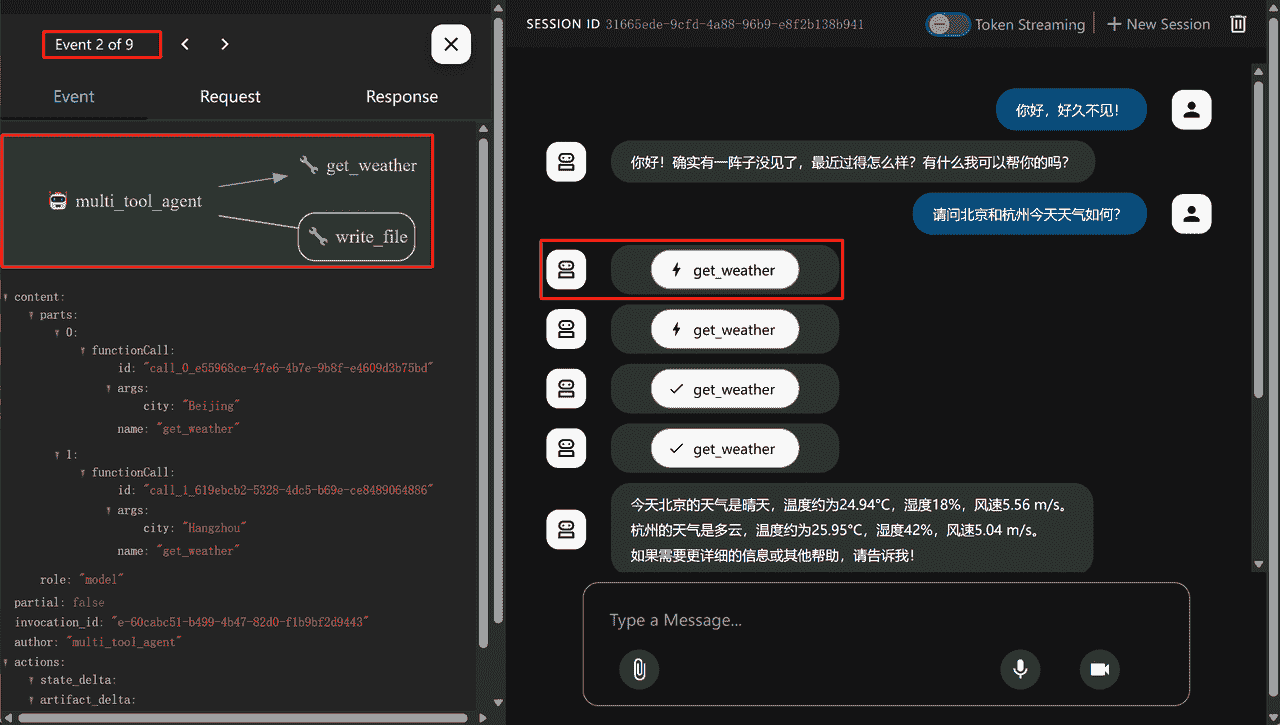 Event 2 of 9
Event Request Response
multi_tool_agent
get_weather
write_file
content:
parts:
0:
functionCall:
id: "call_0_e55968ce-47e6-4b7e-9b8f-e4609d3b75bd"
args:
city: "Beijing"
name: "get_weather"
1:
functionCall:
id: "call_1_619ebcb2-5328-4dc5-b69e-ce8489064886"
args:
city: "Hangzhou"
name: "get_weather"
role: "model"
partial: false
invocation_id: "e-60cabc51-b499-4b47-82d0-f1b9bf2d9443"
author: "multi_tool_agent"
actions:
state_delta:
artifact_delta:
SESSION ID 31665ede-9cfd-4a88-96b9-e8f2b138b941
Token Streaming
New Session
你好，好久不见！
你好！确实有一阵子没见了，最近过得怎么样？有什么我可以帮你的吗？
请问北京和杭州今天天气如何？
get_weather
get_weather
get_weather
get_weather
今天北京的天气是晴天，温度约为24.94°C，湿度18%，风速5.56 m/s。
杭州的天气是多云，温度约为25.95°C，湿度42%，风速5.04 m/s。
如果需要更详细的信息或其他帮助，请告诉我！
Type a Message...